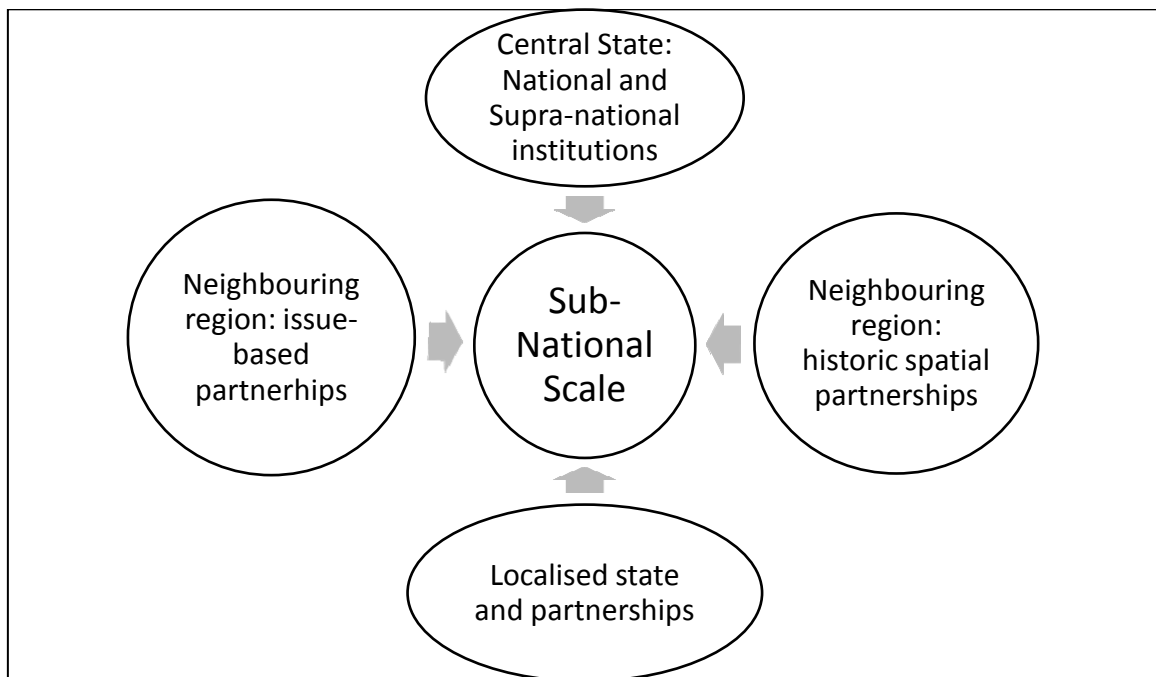 Central State:
National and
Supra-national
institutions
Neighbouring
region: issue-
based
partnerhips
Sub-
National
Scale
Neighbouring
region:
historic spatial
partnerships
Localised state
and partnerships